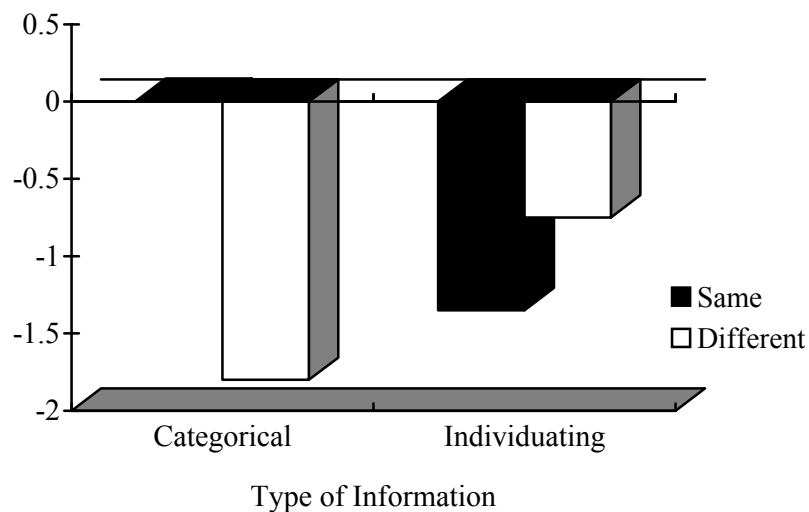 0.5
0
-0.5
-1
-1.5
-2
Categorical
Individuating
Type of Information
Same
Different